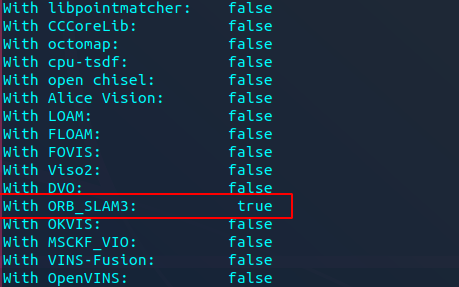 With libpointmatcher: false
With CCCoreLib: false
With octomap: false
With cpu-tsdf: false
With open chisel: false
With Alice Vision: false
With LOAM: false
With FLOAM: false
With FOVIS: false
With Viso2: false
With DVO: false
With ORB_SLAM3: true
With OKVIS: false
With MSCKF_VIO: false
With VINS-Fusion: false
With OpenVINS: false